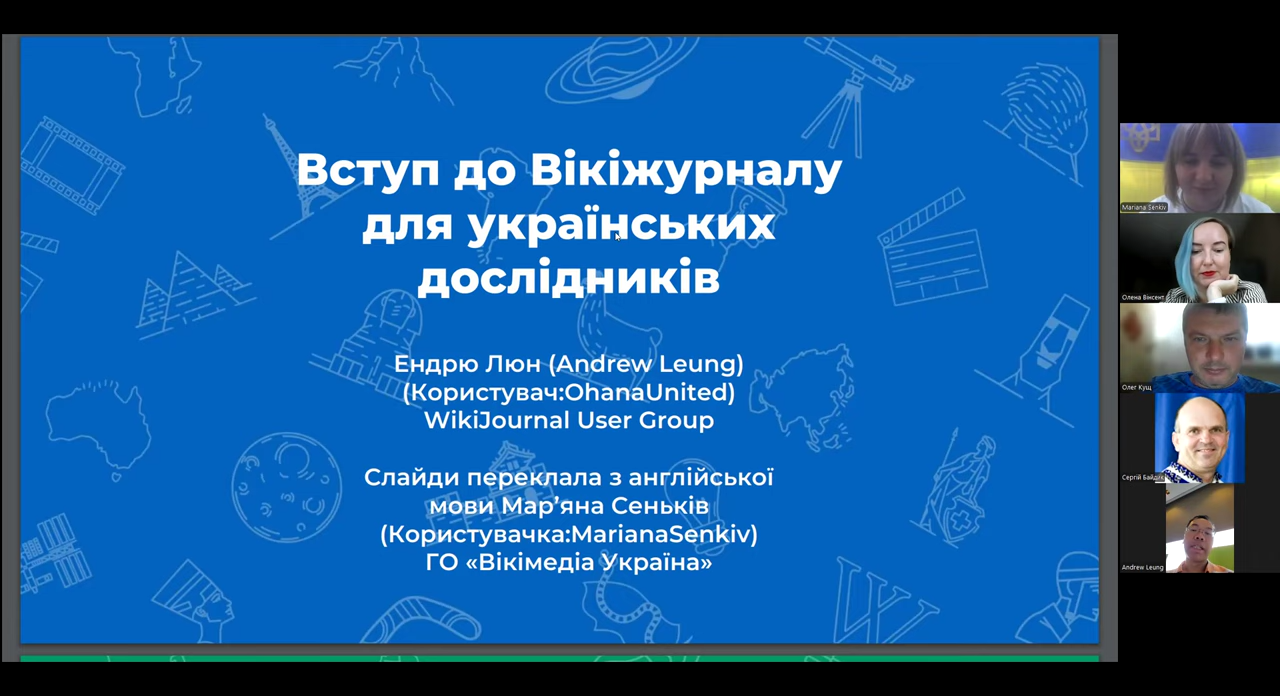 Вступ до Вікіжурналу
для українських
дослідників
Ендрю Люн (Andrew Leung)
(Користувач:OhanaUnited)
WikiJournal User Group
Слайди переклала з англійської
мови Мар’яна Сеньків
(Користувачка:MarianaSenkiv)
ГО «Вікімедіа Україна»
Mariana Senkiv
Олена Вінсент
Олег Кущ
Сергій
Andrew Leung